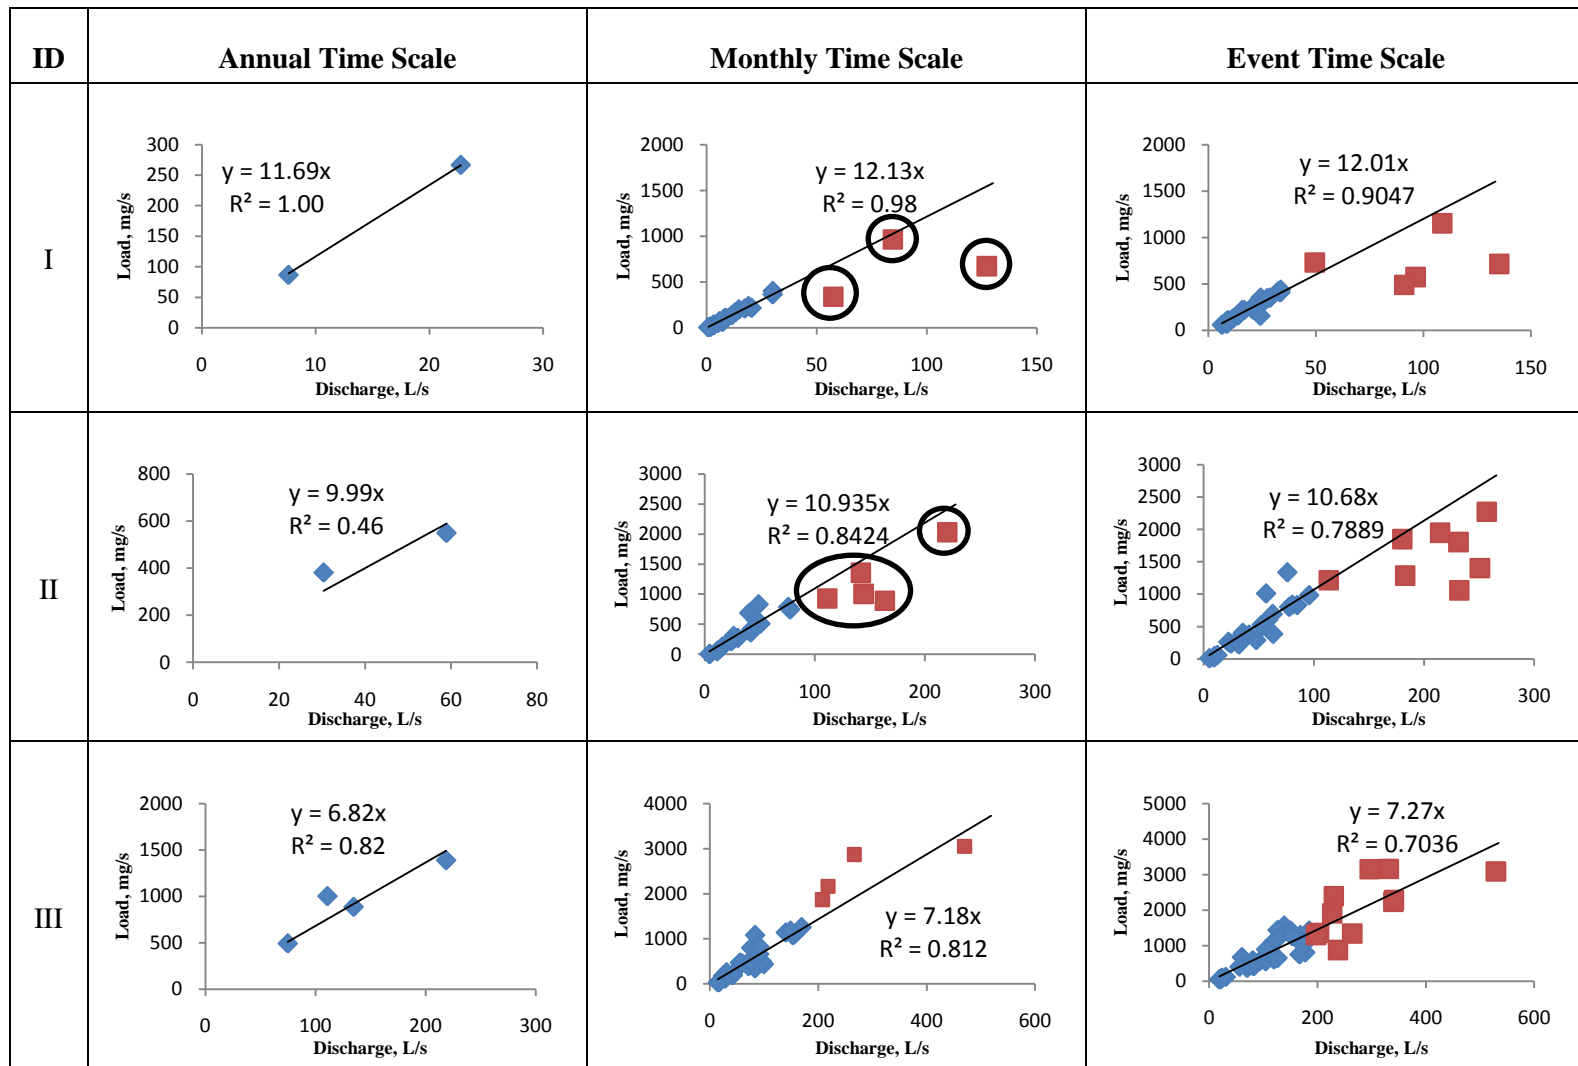 ID Annual Time Scale Monthly Time Scale Event Time Scale
I
Load, mg/s
300
250
200
150
100
50
0
y = 11.69x
R² = 1.00
0 10 20 30
Discharge, L/s
Load, mg/s
2000
1500
1000
500
0
y = 12.13x
R² = 0.98
0 50 100 150
Discharge, L/s
Load, mg/s
2000
1500
1000
500
0
y = 12.01x
R² = 0.9047
0 50 100 150
Discharge, L/s
II
Load, mg/s
800
600
400
200
0
y = 9.99x
R² = 0.46
0 20 40 60 80
Discharge, L/s
Load, mg/s
3000
2500
2000
1500
1000
500
0
y = 10.935x
R² = 0.8424
0 100 200 300
Discharge, L/s
Load, mg/s
3000
2500
2000
1500
1000
500
0
y = 10.68x
R² = 0.7889
0 100 200 300
Discahrge, L/s
III
Load, mg/s
2000
1500
1000
500
0
y = 6.82x
R² = 0.82
0 100 200 300
Discharge, L/s
Load, mg/s
4000
3000
2000
1000
0
y = 7.18x
R² = 0.812
0 200 400 600
Discharge, L/s
Load, mg/s
5000
4000
3000
2000
1000
0
y = 7.27x
R² = 0.7036
0 200 400 600
Discharge, L/s